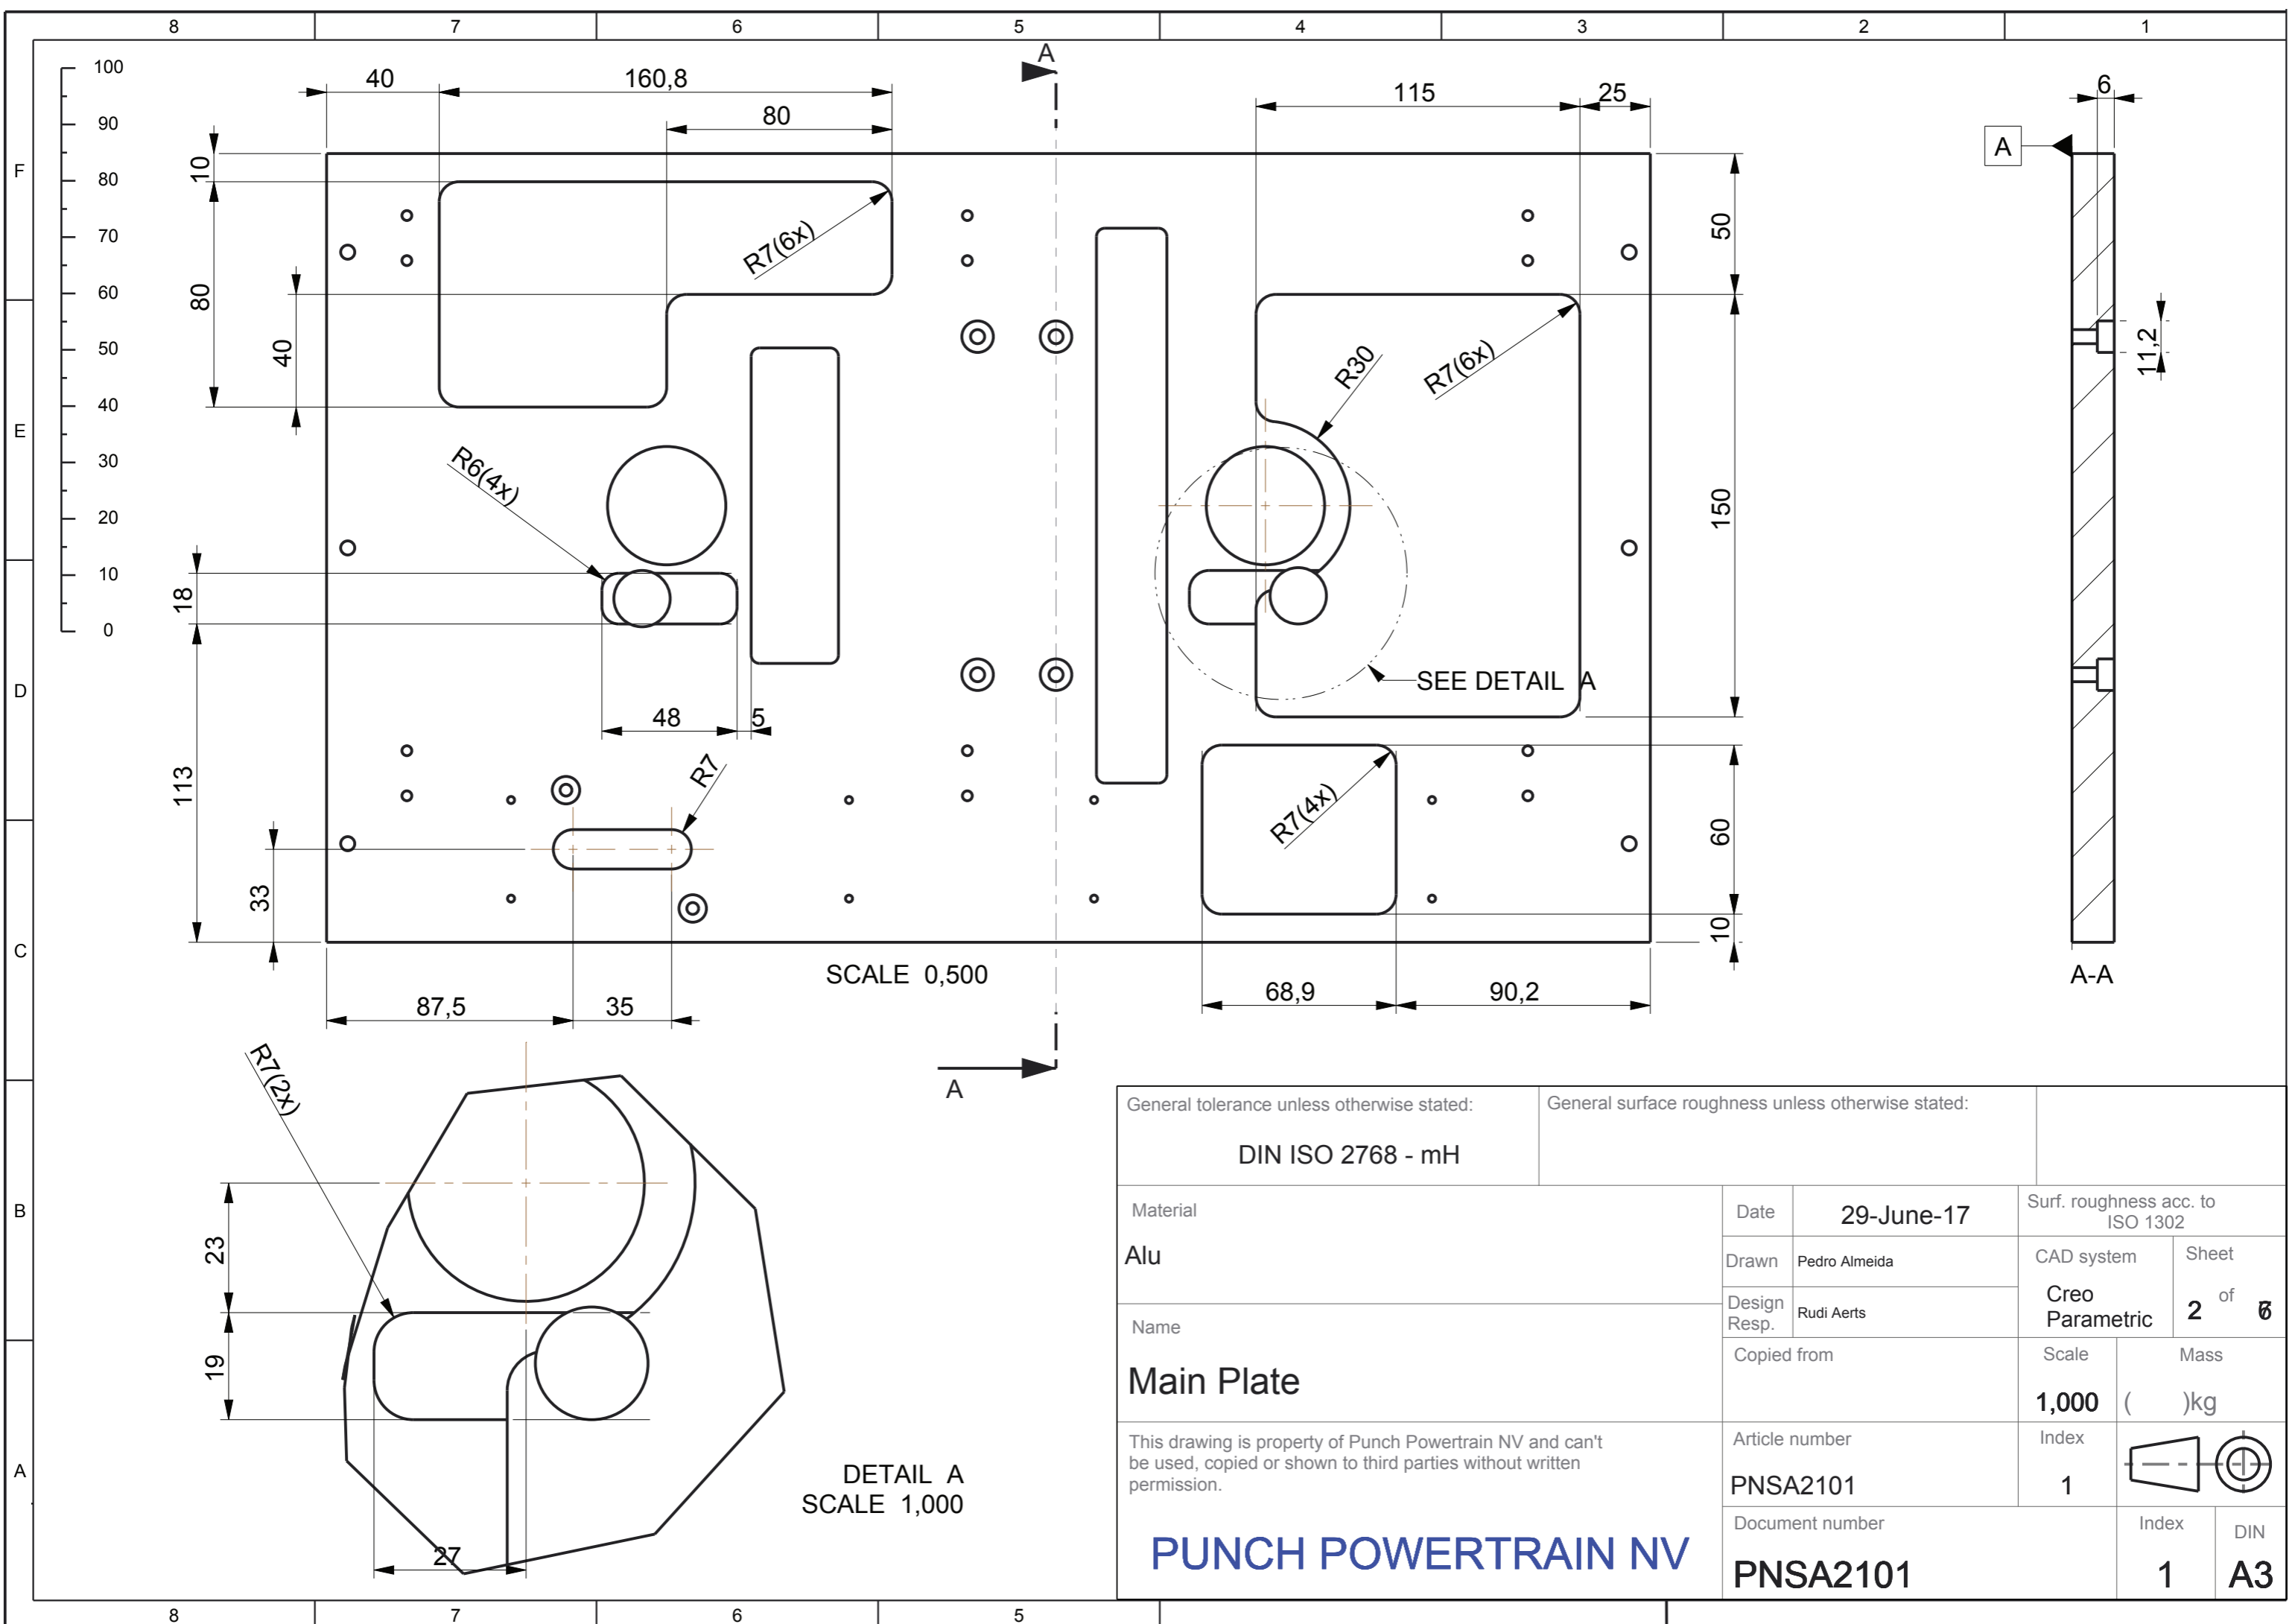 8 7 6 5 4 3 2 1
F
E
D
C
B
A
100
90
80
70
60
50
40
30
20
10
0
40 160,8 A 115 25 6
80
10
A
80
50
R7(6x)
40
R30
R7(6x)
11,2
R6(4x)
150
18
SEE DETAIL A
48 5
113
R7
R7(4x)
60
33
10
SCALE 0,500
A-A
87,5 35 68,9 90,2
A
R7(2x)
23
19
27
DETAIL A
SCALE 1,000
General tolerance unless otherwise stated:
DIN ISO 2768 - mH
General surface roughness unless otherwise stated:
Material
Alu
Date 29-June-17
Surf. roughness acc. to
ISO 1302
Drawn Pedro Almeida
CAD system
Creo
Parametric
Sheet
2 of
Design
Resp. Rudi Aerts
Name
Main Plate
Copied from
Scale
1,000
Mass
( )kg
This drawing is property of Punch Powertrain NV and can't
be used, copied or shown to third parties without written
permission.
Article number
PNSA2101
Index
1
PUNCH POWERTRAIN NV
Document number
PNSA2101
Index
1
DIN
A3
8 7 6 5